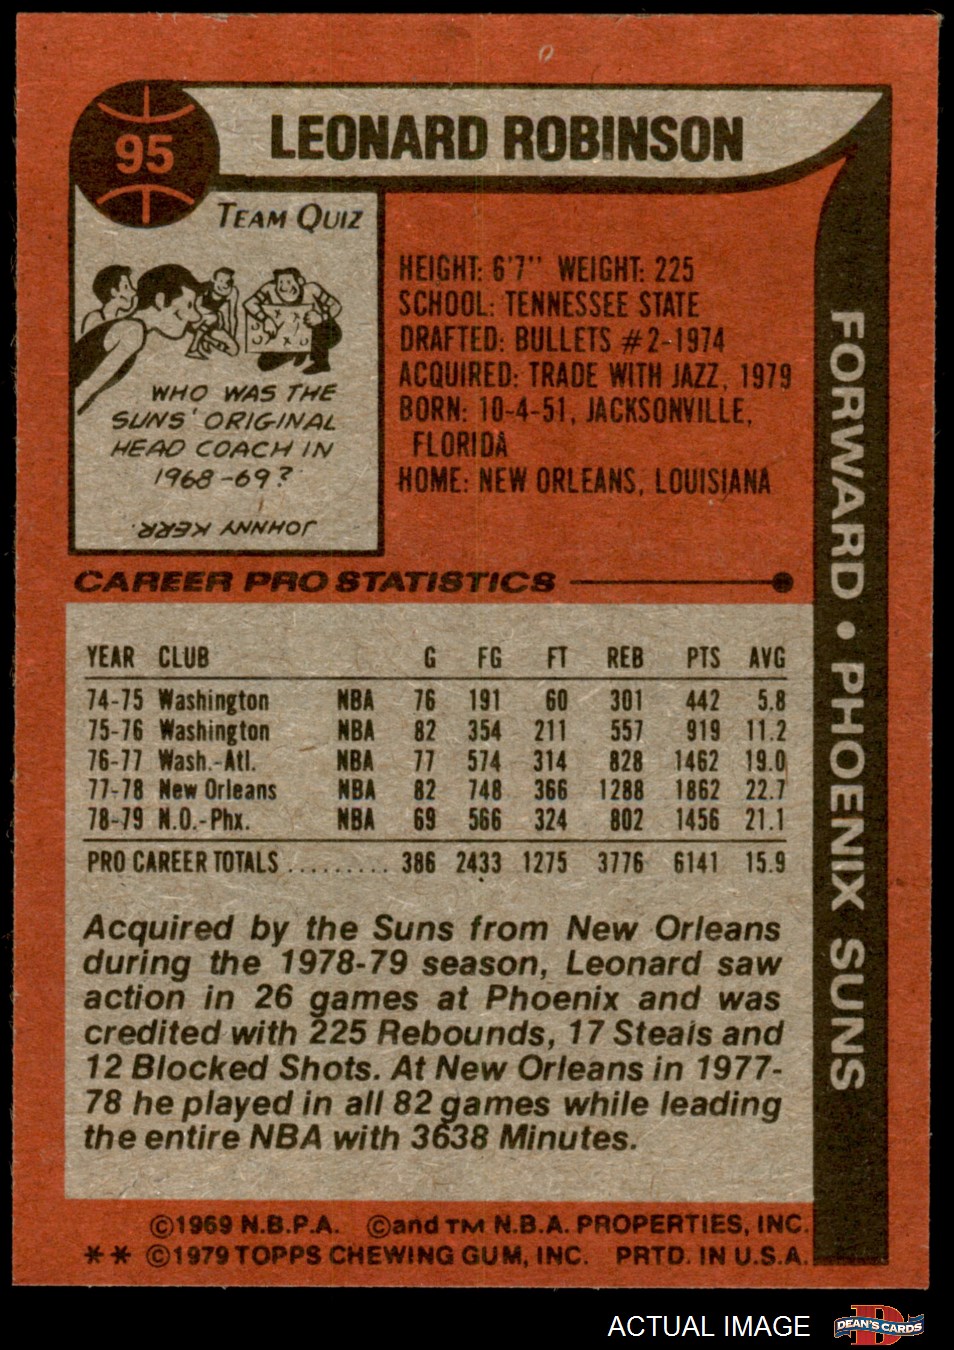 95
LEONARD ROBINSON
TEAM QUIZ
WHO WAS THE
SUNS' ORIGINAL
HEAD COACH IN
1968-69?
JOHNNY KERR
HEIGHT: 6'7" WEIGHT: 225
SCHOOL: TENNESSEE STATE
DRAFTED: BULLETS #2-1974
ACQUIRED: TRADE WITH JAZZ, 1979
BORN: 10-4-51, JACKSONVILLE,
FLORIDA
HOME: NEW ORLEANS, LOUISIANA
FORWARD • PHOENIX SUNS
CAREER PRO STATISTICS
YEAR CLUB G FG FT REB PTS AVG
74-75 Washington NBA 76 191 60 301 442 5.8
75-76 Washington NBA 82 354 211 557 919 11.2
76-77 Wash.-Atl. NBA 77 574 314 828 1462 19.0
77-78 New Orleans NBA 82 748 366 1288 1862 22.7
78-79 N.O.-Phx. NBA 69 566 324 802 1456 21.1
PRO CAREER TOTALS ......... 386 2433 1275 3776 6141 15.9
Acquired by the Suns from New Orleans
during the 1978-79 season, Leonard saw
action in 26 games at Phoenix and was
credited with 225 Rebounds, 17 Steals and
12 Blocked Shots. At New Orleans in 1977-
78 he played in all 82 games while leading
the entire NBA with 3638 Minutes.
©1969 N.B.P.A. ©and TM N.B.A. PROPERTIES, INC.
** ©1979 TOPPS CHEWING GUM, INC. PRTD. IN U.S.A.
ACTUAL IMAGE
DEAN'S CARDS